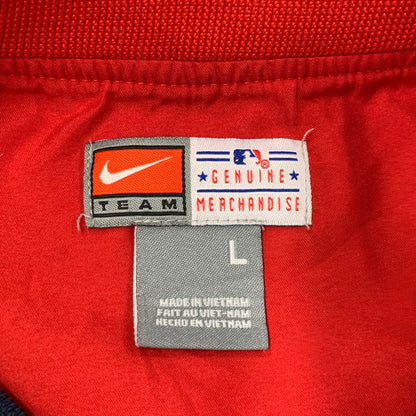 TEAM
★ GENUINE ★
MERCHANDISE
L
MADE IN VIETNAM
FAIT AU VIET-NAM
HECHO EN VIETNAM